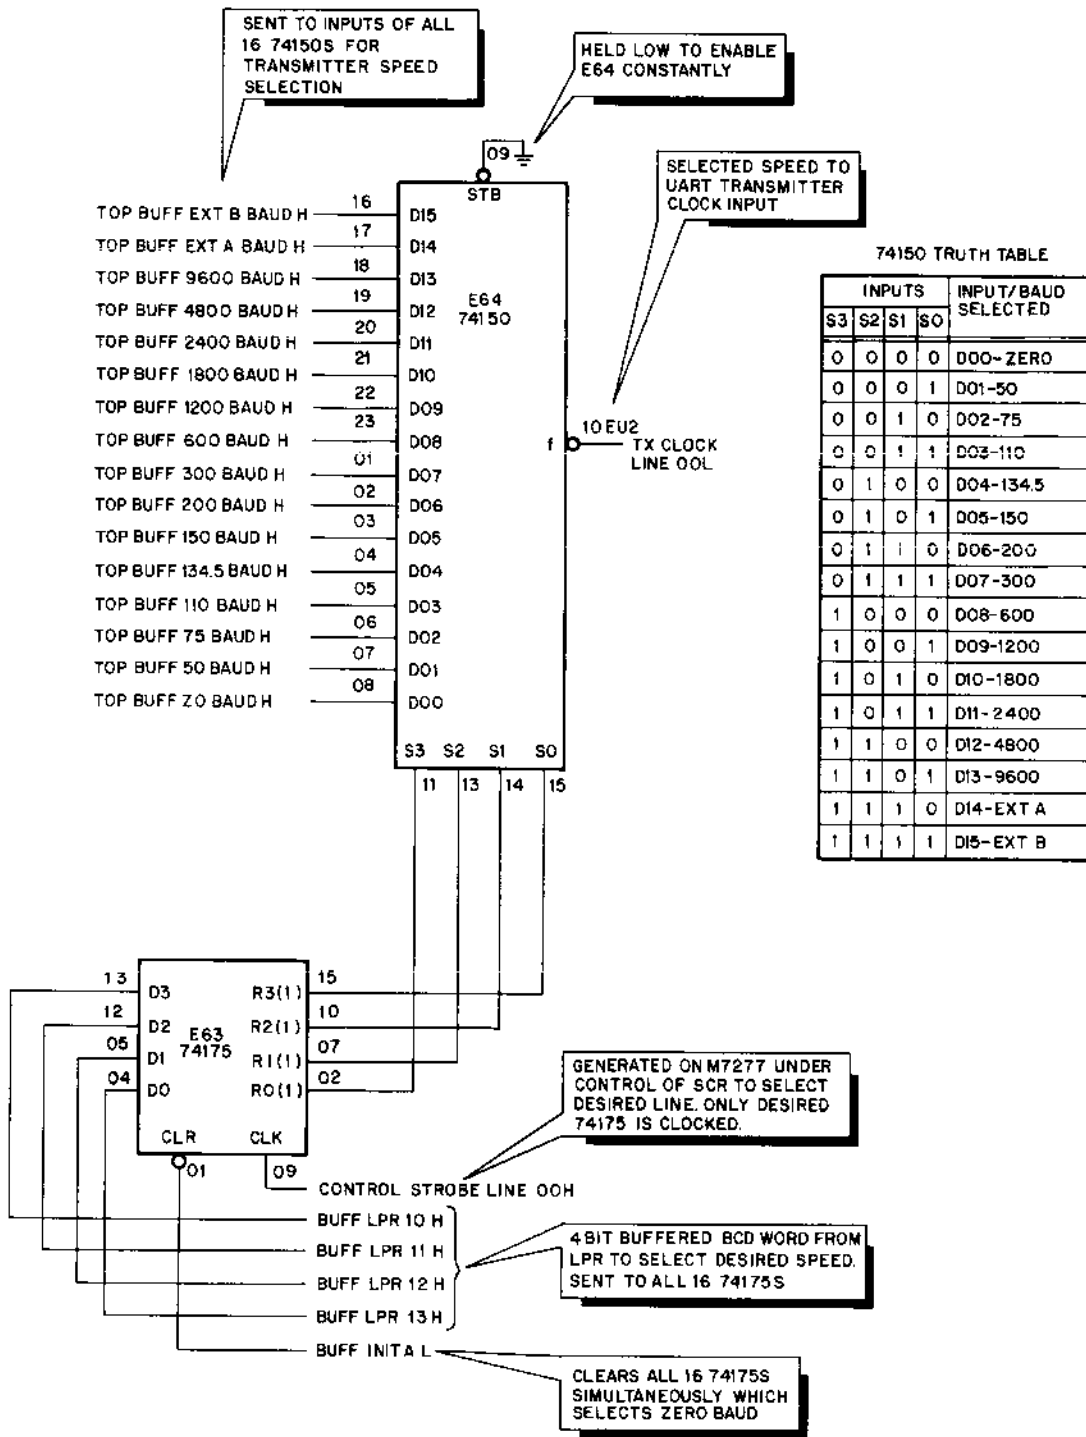 SENT TO INPUTS OF ALL
16 74150S FOR
TRANSMITTER SPEED
SELECTION
HELD LOW TO ENABLE
E64 CONSTANTLY
09
STB
SELECTED SPEED TO
UART TRANSMITTER
CLOCK INPUT
TOP BUFF EXT B BAUD H 16 D15
TOP BUFF EXT A BAUD H 17 D14
TOP BUFF 9600 BAUD H 18 D13
TOP BUFF 4800 BAUD H 19 D12
TOP BUFF 2400 BAUD H 20 D11
TOP BUFF 1800 BAUD H 21 D10
TOP BUFF 1200 BAUD H 22 D09
TOP BUFF 600 BAUD H 23 D08
TOP BUFF 300 BAUD H 01 D07
TOP BUFF 200 BAUD H 02 D06
TOP BUFF 150 BAUD H 03 D05
TOP BUFF 134.5 BAUD H 04 D04
TOP BUFF 110 BAUD H 05 D03
TOP BUFF 75 BAUD H 06 D02
TOP BUFF 50 BAUD H 07 D01
TOP BUFF ZO BAUD H 08 D00
E64
74150
f
10 EU2
TX CLOCK
LINE 00L
S3 S2 S1 S0
11 13 14 15
74150 TRUTH TABLE
INPUTS
INPUT/BAUD
SELECTED
S3 S2 S1 S0
0 0 0 0 D00-ZERO
0 0 0 1 D01-50
0 0 1 0 D02-75
0 0 1 1 D03-110
0 1 0 0 D04-134.5
0 1 0 1 D05-150
0 1 1 0 D06-200
0 1 1 1 D07-300
1 0 0 0 D08-600
1 0 0 1 D09-1200
1 0 1 0 D10-1800
1 0 1 1 D11-2400
1 1 0 0 D12-4800
1 1 0 1 D13-9600
1 1 1 0 D14-EXT A
1 1 1 1 D15-EXT B
13 D3 R3(1) 15
12 D2 R2(1) 10
05 D1 R1(1) 07
04 D0 R0(1) 02
E63
74175
CLR CLK
01 09
GENERATED ON M7277 UNDER
CONTROL OF SCR TO SELECT
DESIRED LINE. ONLY DESIRED
74175 IS CLOCKED.
CONTROL STROBE LINE 00H
BUFF LPR 10 H
BUFF LPR 11 H
BUFF LPR 12 H
BUFF LPR 13 H
4 BIT BUFFERED BCD WORD FROM
LPR TO SELECT DESIRED SPEED.
SENT TO ALL 16 74175S
BUFF INIT A L
CLEARS ALL 16 74175S
SIMULTANEOUSLY WHICH
SELECTS ZERO BAUD